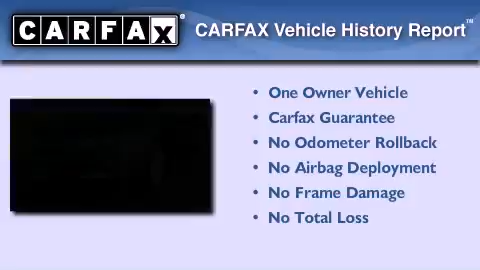 CARFAX® CARFAX Vehicle History Report™
• One Owner Vehicle
• Carfax Guarantee
• No Odometer Rollback
• No Airbag Deployment
• No Frame Damage
• No Total Loss